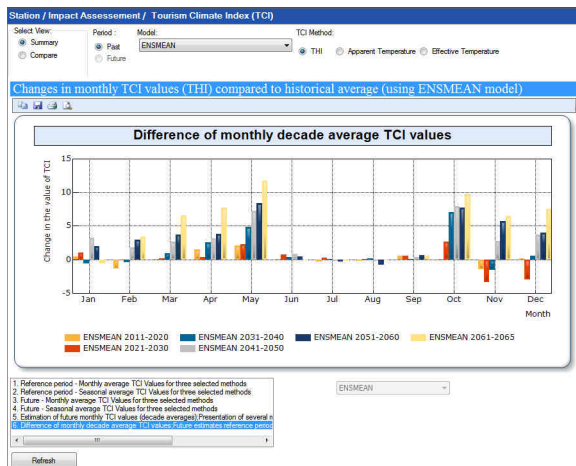 Station / Impact Assessement / Tourism Climate Index (TCI)
Select View:
Summary
Compare
Period :
Past
Future
Model:
ENSMEAN
TCI Method:
THI
Apparent Temperature
Effective Temperature
Changes in monthly TCI values (THI) compared to historical average (using ENSMEAN model)
Difference of monthly decade average TCI values
Change in the value of TCI
15
10
5
0
-5
Jan Feb Mar Apr May Jun Jul Aug Sep Oct Nov Dec
Month
ENSMEAN 2011-2020 ENSMEAN 2031-2040 ENSMEAN 2051-2060 ENSMEAN 2061-2065
ENSMEAN 2021-2030 ENSMEAN 2041-2050
1. Reference period - Monthly average TCI Values for three selected methods
2. Reference period - Seasonal average TCI Values for three selected methods
3. Future - Monthly average TCI Values for three selected methods
4. Future - Seasonal average TCI Values for three selected methods
5. Estimation of future monthly TCI values (decade averages);Presentation of several n
6. Difference of monthly decade average TCI values;Future estimates reference period
ENSMEAN
Refresh